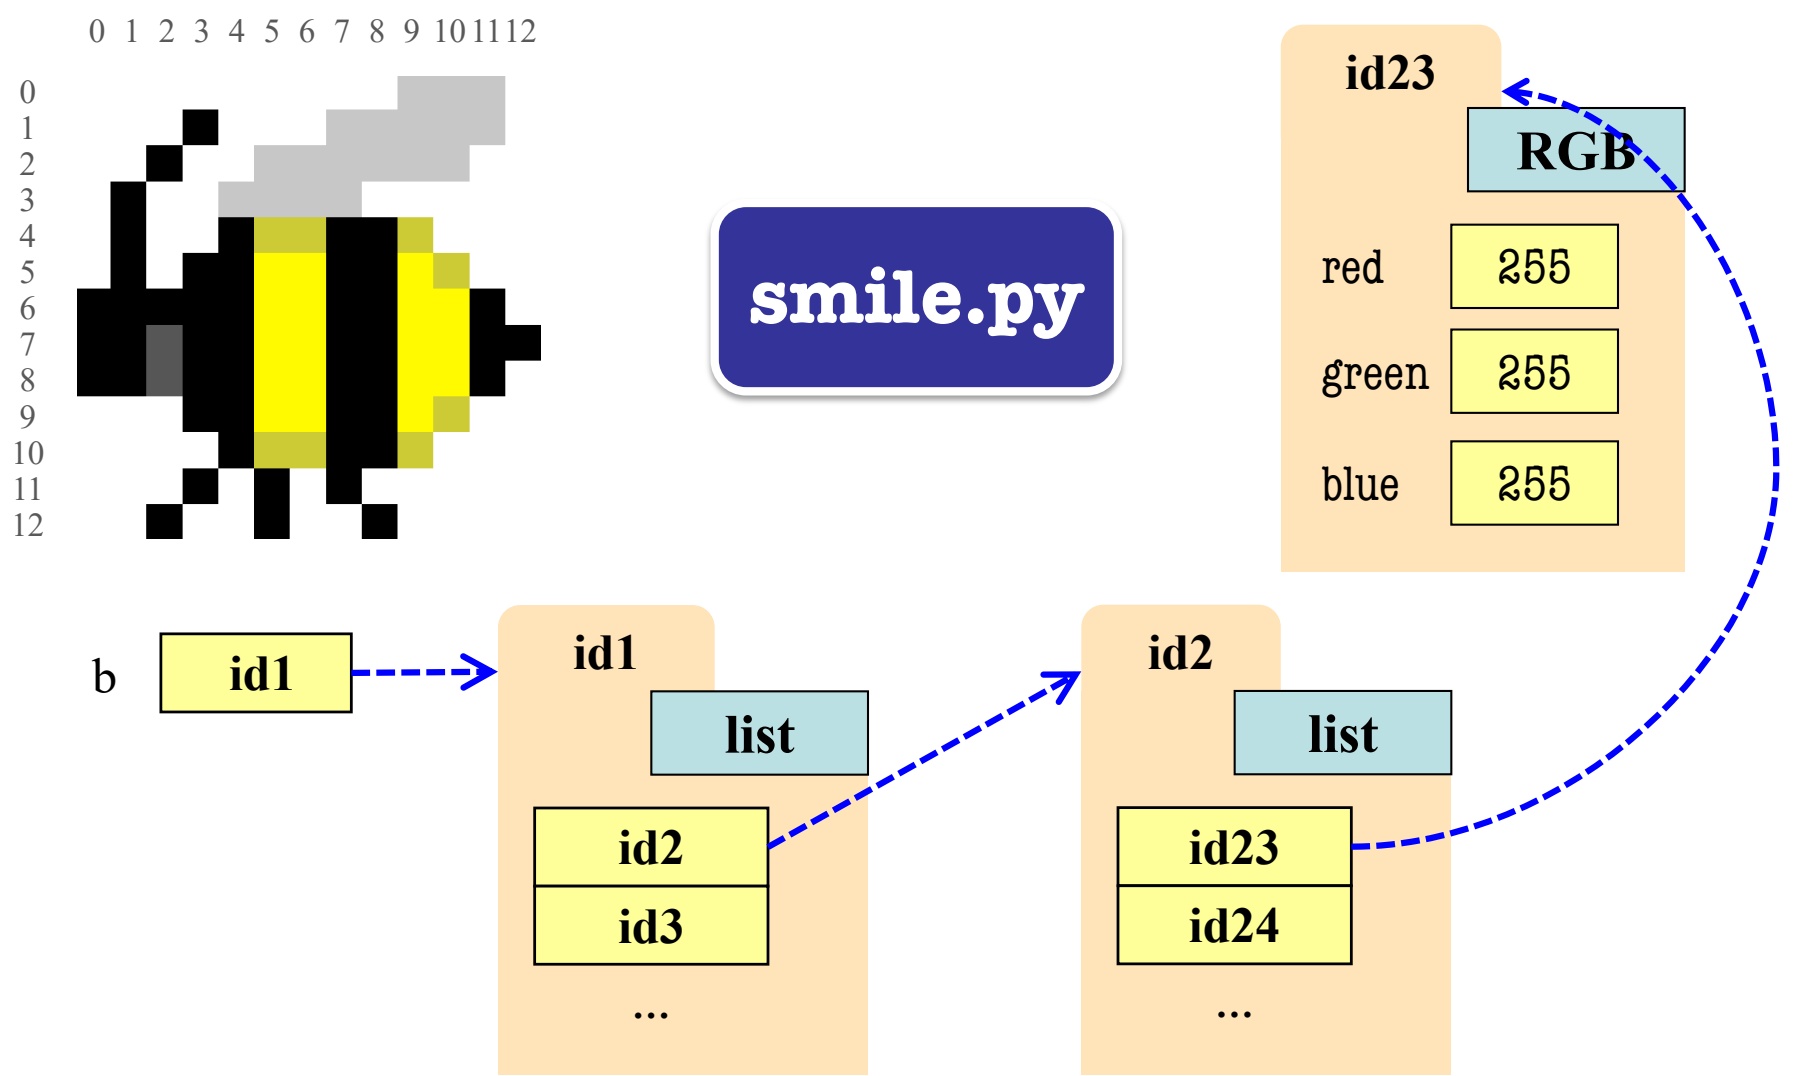 0 1 2 3 4 5 6 7 8 9 10 11 12
0
1
2
3
4
5
6
7
8
9
10
11
12
smile.py
id23
RGB
red 255
green 255
blue 255
b id1
id1
list
id2
id3
...
id2
list
id23
id24
...